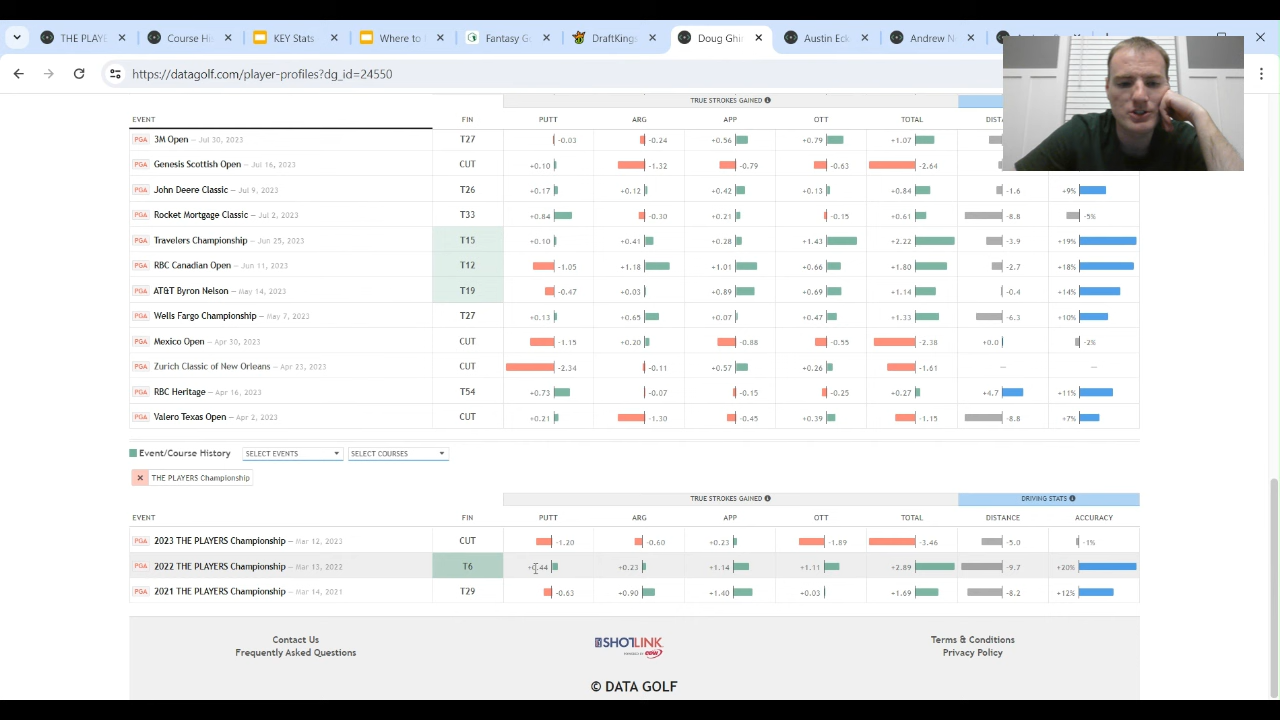 THE PLAYE
Course Hi
KEY Stats
Where to
Fantasy G
DraftKings
Doug Ghi
Austin Eck
Andrew N
https://datagolf.com/player-profiles?dg_id=24550
TRUE STROKES GAINED
EVENT FIN PUTT ARG APP OTT TOTAL
PGA 3M Open – Jul 30, 2023 T27 -0.03 -0.24 +0.56 +0.79 +1.07
PGA Genesis Scottish Open – Jul 16, 2023 CUT +0.10 -1.32 -0.79 -0.63 -2.64
PGA John Deere Classic – Jul 9, 2023 T26 +0.17 +0.12 +0.42 +0.13 +0.84 -1.6 +9%
PGA Rocket Mortgage Classic – Jul 2, 2023 T33 +0.84 -0.30 +0.21 -0.15 +0.61 -8.8 -5%
PGA Travelers Championship – Jun 25, 2023 T15 +0.10 +0.41 +0.28 +1.43 +2.22 -3.9 +19%
PGA RBC Canadian Open – Jun 11, 2023 T12 -1.05 +1.18 +1.01 +0.66 +1.80 -2.7 +18%
PGA AT&T Byron Nelson – May 14, 2023 T19 -0.47 +0.03 +0.89 +0.69 +1.14 -0.4 +14%
PGA Wells Fargo Championship – May 7, 2023 T27 +0.13 +0.65 +0.07 +0.47 +1.33 -6.3 +10%
PGA Mexico Open – Apr 30, 2023 CUT -1.15 +0.20 -0.88 -0.55 -2.38 +0.0 -2%
PGA Zurich Classic of New Orleans – Apr 23, 2023 CUT -2.34 -0.11 +0.57 +0.26 -1.61 — —
PGA RBC Heritage – Apr 16, 2023 T54 +0.73 -0.07 -0.15 -0.25 +0.27 +4.7 +11%
PGA Valero Texas Open – Apr 2, 2023 CUT +0.21 -1.30 -0.45 +0.39 -1.15 -8.8 +7%
Event/Course History SELECT EVENTS SELECT COURSES
× THE PLAYERS Championship
TRUE STROKES GAINED DRIVING STATS
EVENT FIN PUTT ARG APP OTT TOTAL DISTANCE ACCURACY
PGA 2023 THE PLAYERS Championship – Mar 12, 2023 CUT -1.20 -0.60 +0.23 -1.89 -3.46 -5.0 -1%
PGA 2022 THE PLAYERS Championship – Mar 13, 2022 T6 +0.44 +0.23 +1.14 +1.11 +2.89 -9.7 +20%
PGA 2021 THE PLAYERS Championship – Mar 14, 2021 T29 -0.63 +0.90 +1.40 +0.03 +1.69 -8.2 +12%
Contact Us
Frequently Asked Questions
SHOTLINK
Terms & Conditions
Privacy Policy
© DATA GOLF